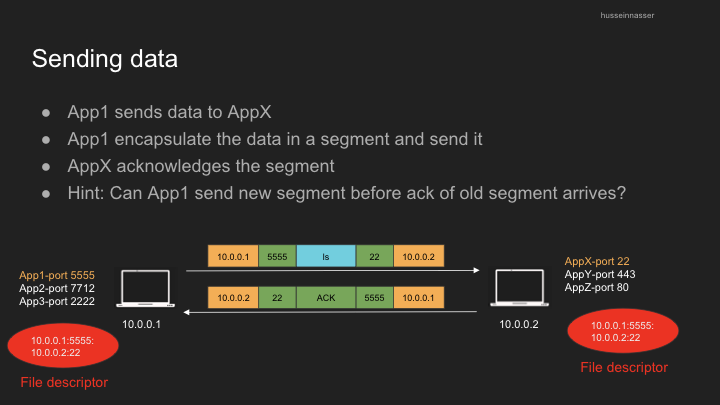 husseinnasser
Sending data
● App1 sends data to AppX
● App1 encapsulate the data in a segment and send it
● AppX acknowledges the segment
● Hint: Can App1 send new segment before ack of old segment arrives?
10.0.0.1 5555 ls 22 10.0.0.2
10.0.0.2 22 ACK 5555 10.0.0.1
App1-port 5555
App2-port 7712
App3-port 2222
10.0.0.1
10.0.0.1:5555:
10.0.0.2:22
File descriptor
AppX-port 22
AppY-port 443
AppZ-port 80
10.0.0.2
10.0.0.1:5555:
10.0.0.2:22
File descriptor